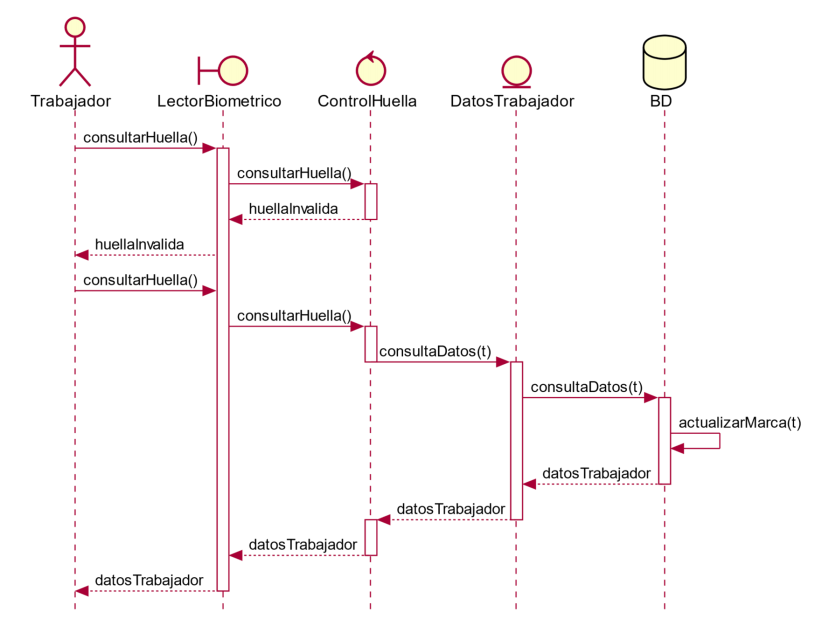 Trabajador
LectorBiometrico
ControlHuella
DatosTrabajador
BD
consultarHuella()
consultarHuella()
huellaInvalida
huellaInvalida
consultarHuella()
consultarHuella()
consultaDatos(t)
consultaDatos(t)
actualizarMarca(t)
datosTrabajador
datosTrabajador
datosTrabajador
datosTrabajador